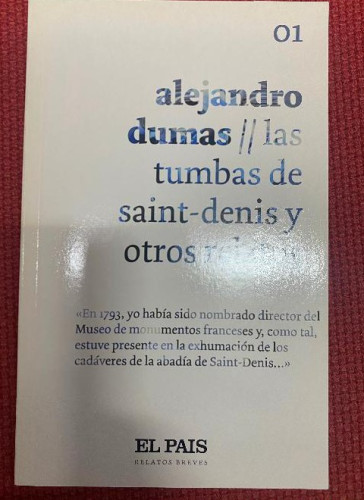 01
alejandro
dumas // las
tumbas de
saint-denis y
otros
«En 1793, yo había sido nombrado director del
Museo de monumentos franceses y, como tal,
estuve presente en la exhumación de los
cadáveres de la abadía de Saint-Denis...»
EL PAIS
RELATOS BREVES